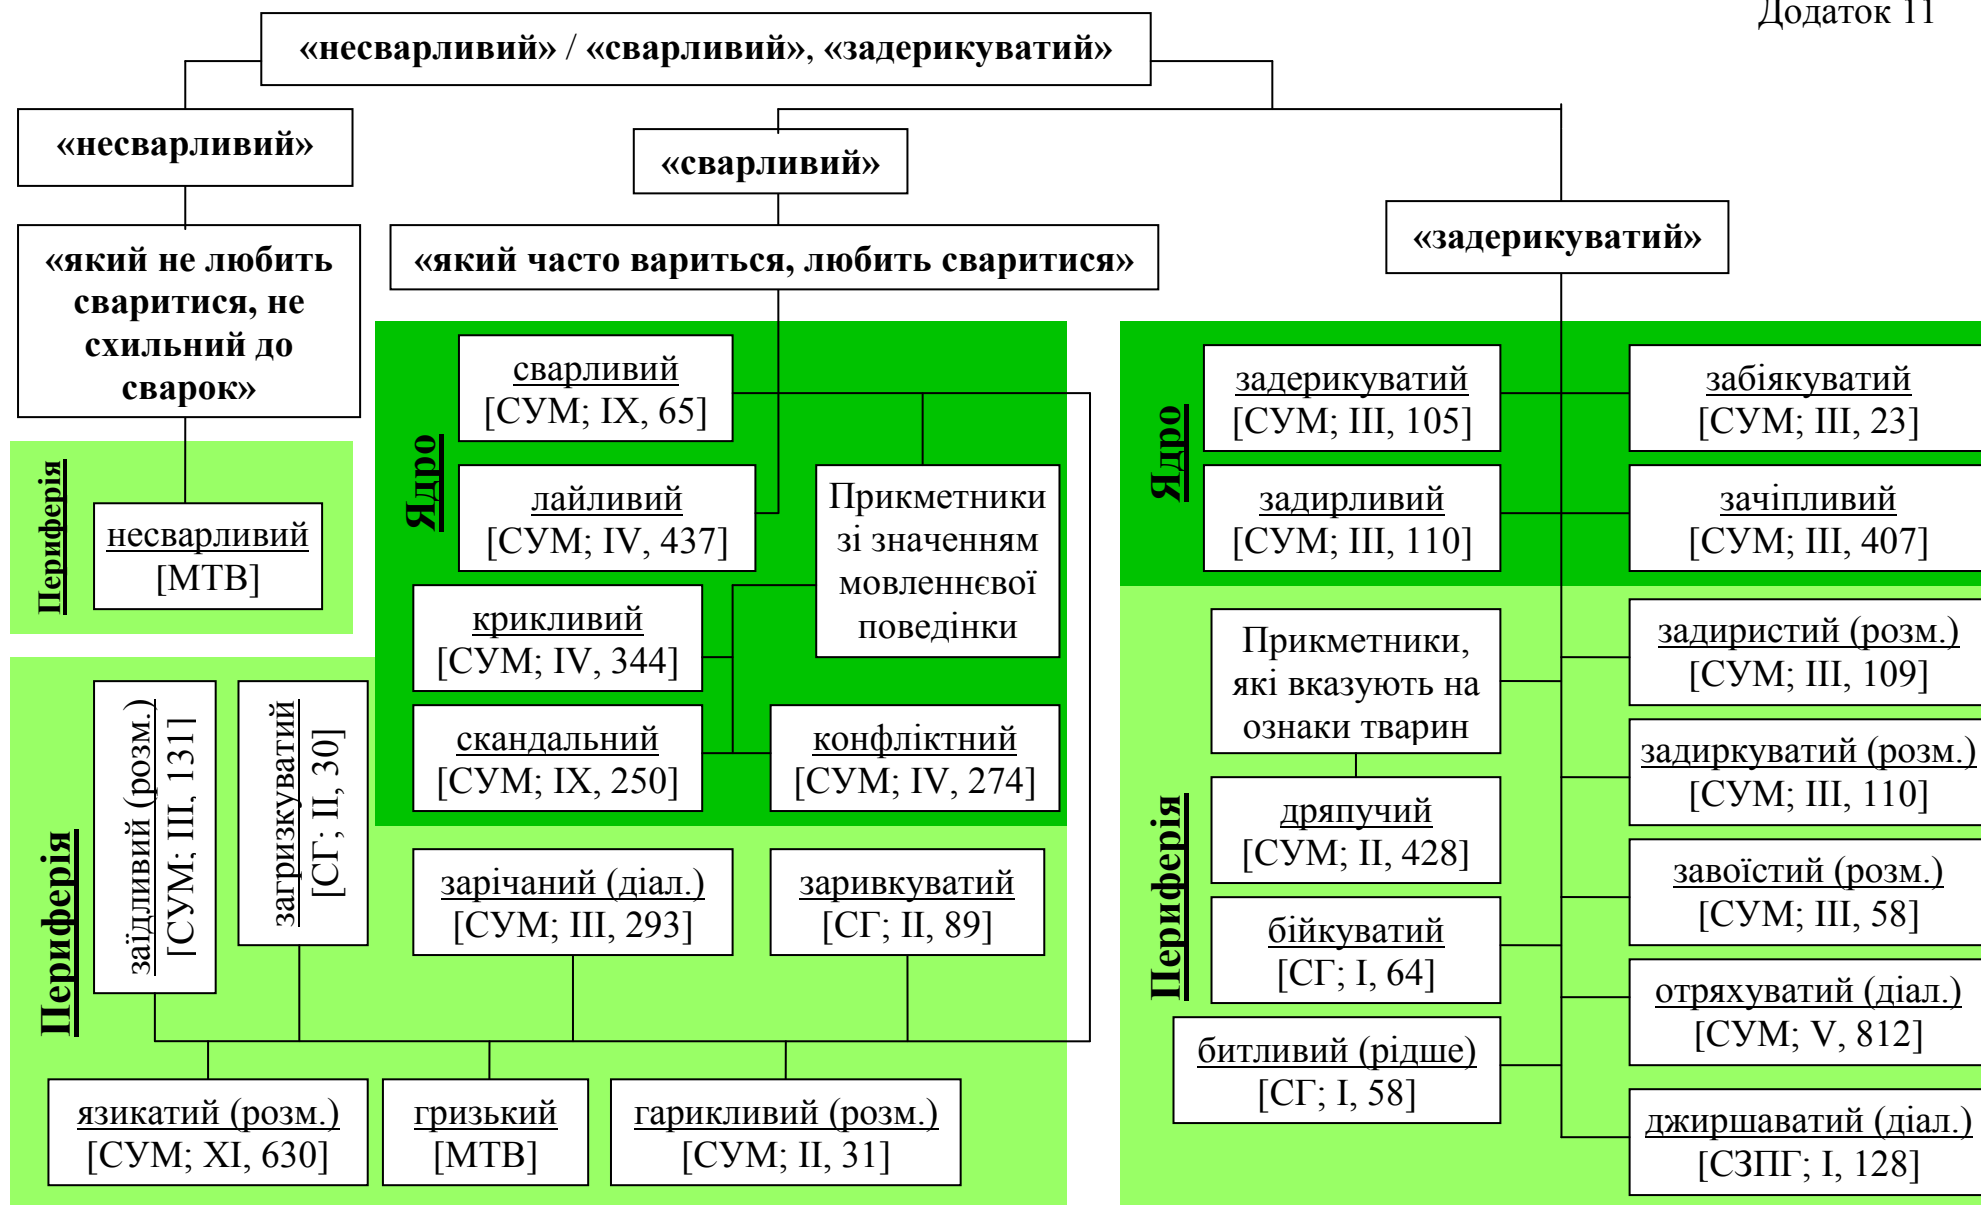 Додаток 11
«несварливий» / «сварливий», «задерикуватий»
«несварливий»
«який не любить
сваритися, не
схильний до
сварок»
Периферія
несварливий
[МТВ]
«сварливий»
«який часто вариться, любить сваритися»
Ядро
сварливий
[СУМ; IX, 65]
лайливий
[СУМ; IV, 437]
Прикметники
зі значенням
мовленнєвої
поведінки
крикливий
[СУМ; IV, 344]
скандальний
[СУМ; IX, 250]
конфліктний
[СУМ; IV, 274]
Периферія
заїдливий (розм.)
[СУМ; III, 131]
загризкуватий
[СГ; II, 30]
зарічаний (діал.)
[СУМ; III, 293]
заривкуватий
[СГ; II, 89]
язикатий (розм.)
[СУМ; XI, 630]
гризький
[МТВ]
гарикливий (розм.)
[СУМ; II, 31]
«задерикуватий»
Ядро
задерикуватий
[СУМ; III, 105]
забіякуватий
[СУМ; III, 23]
задирливий
[СУМ; III, 110]
зачіпливий
[СУМ; III, 407]
Периферія
Прикметники,
які вказують на
ознаки тварин
дряпучий
[СУМ; II, 428]
бійкуватий
[СГ; I, 64]
битливий (рідше)
[СГ; I, 58]
задиристий (розм.)
[СУМ; III, 109]
задиркуватий (розм.)
[СУМ; III, 110]
завоїстий (розм.)
[СУМ; III, 58]
отряхуватий (діал.)
[СУМ; V, 812]
джиршаватий (діал.)
[СЗПГ; I, 128]